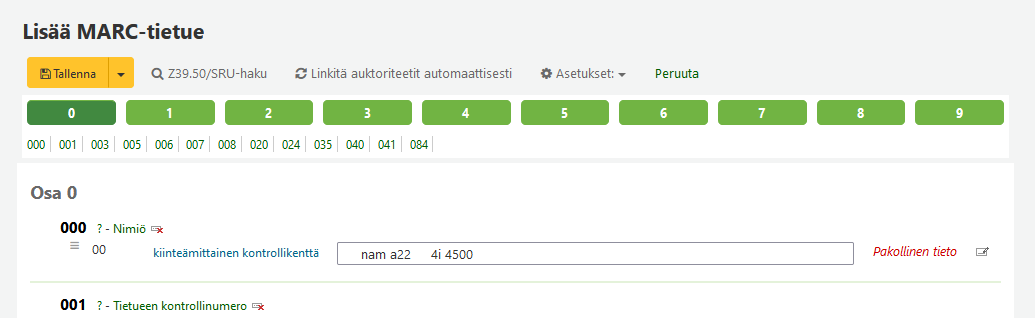 Lisää MARC-tietue
Tallenna Z39.50/SRU-haku Linkitä auktoriteetit automaattisesti Asetukset: Peruuta
0 1 2 3 4 5 6 7 8 9
000 001 003 005 006 007 008 020 024 035 040 041 084
Osa 0
000 ? - Nimiö
00 kiinteämittainen kontrollikenttä nam a22 4i 4500 Pakollinen tieto
001 ? - Tietueen kontrollinumero